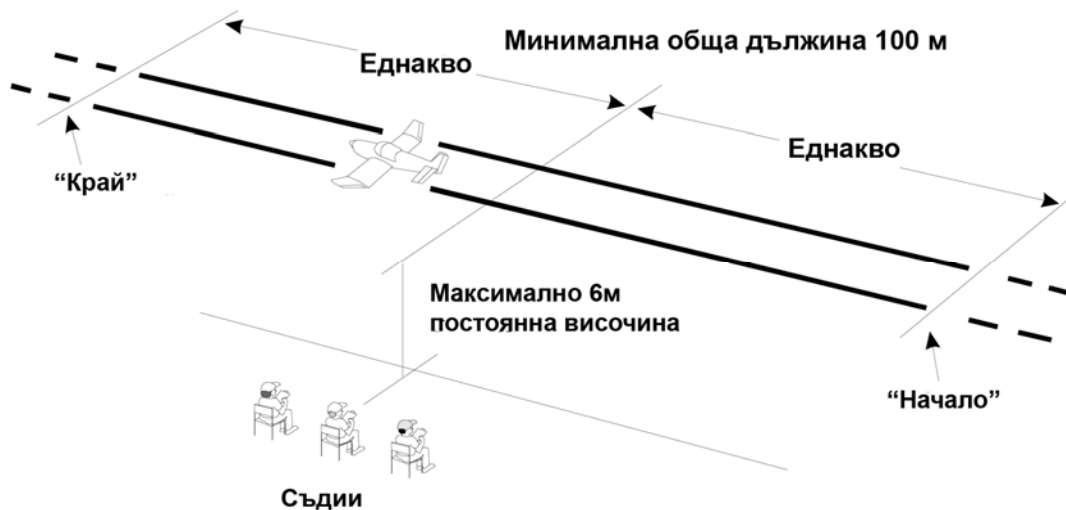 Минимална обща дължина 100 м
Еднакво
Еднакво
“Край”
Максимално 6м
постоянна височина
“Начало”
Съдии